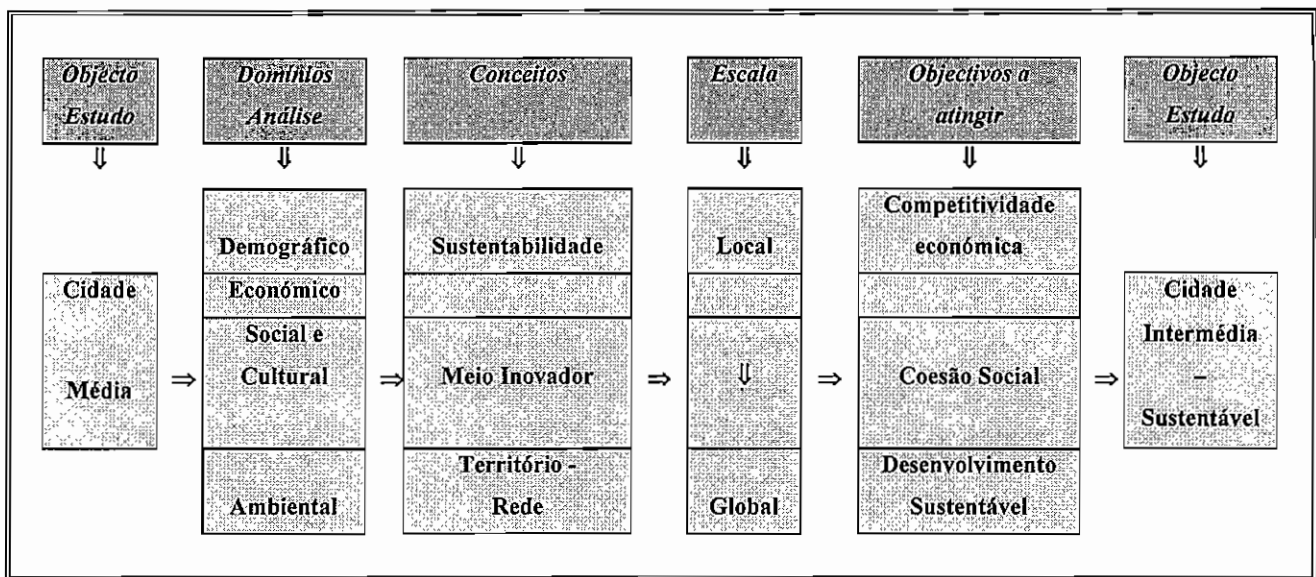 Objecto
Estudo
⇓
Domínios
Análise
⇓
Conceitos
⇓
Escala
⇓
Objectivos a
atingir
⇓
Objecto
Estudo
⇓
Cidade
Média
⇒
Demográfico
Económico
Social e
Cultural
Ambiental
⇒
Sustentabilidade
Meio Inovador
Território -
Rede
⇒
Local
⇓
Global
⇒
Competitividade
económica
Coesão Social
Desenvolvimento
Sustentável
⇒
Cidade
Intermédia
–
Sustentável